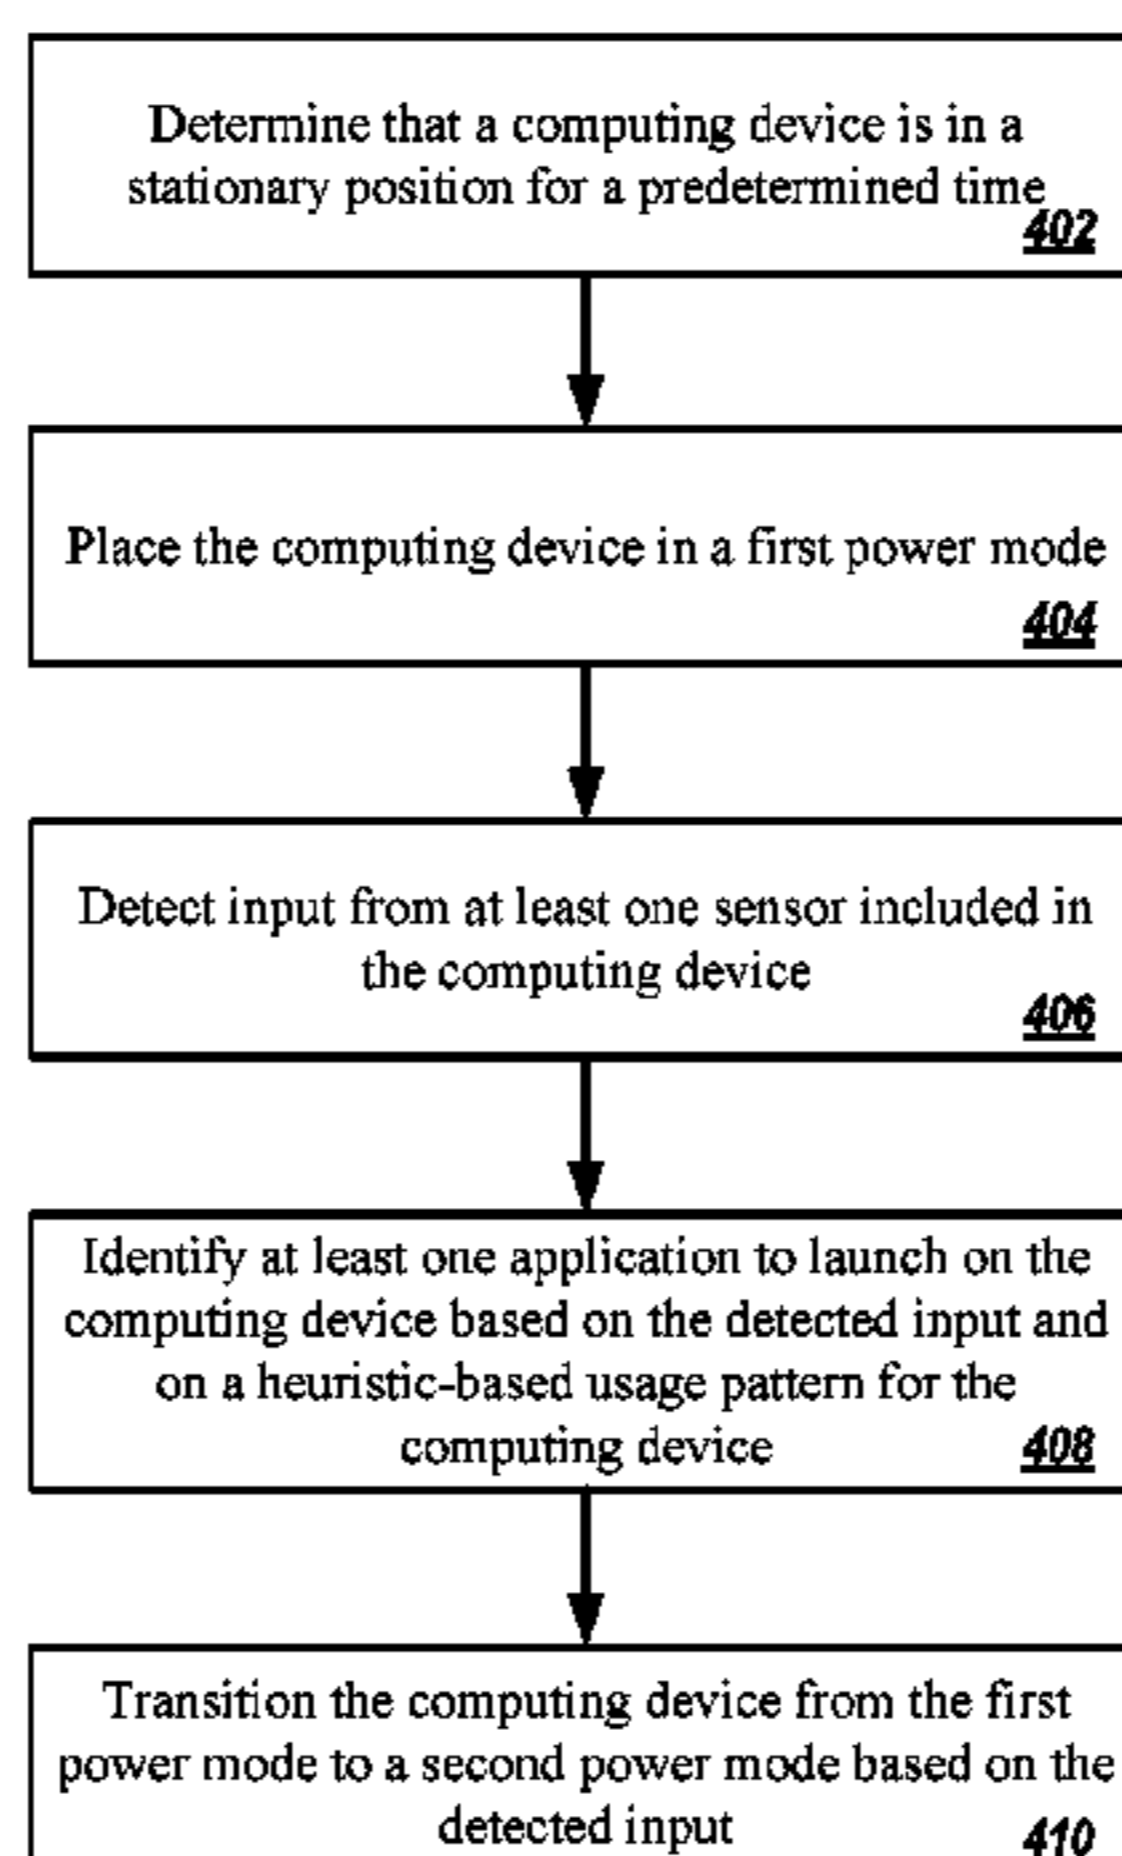 Determine that a computing device is in a
stationary position for a predetermined time
402
Place the computing device in a first power mode
404
Detect input from at least one sensor included in
the computing device
406
Identify at least one application to launch on the
computing device based on the detected input and
on a heuristic-based usage pattern for the
computing device
408
Transition the computing device from the first
power mode to a second power mode based on the
detected input
410